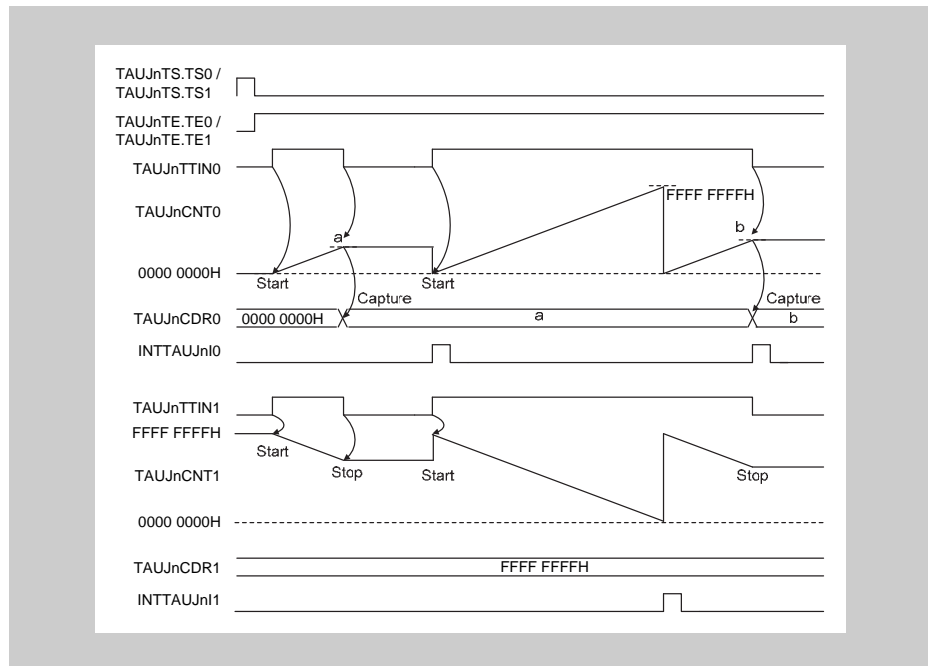 TAUJnTS.TS0 /
TAUJnTS.TS1
TAUJnTE.TE0 /
TAUJnTE.TE1
TAUJnTTIN0
FFFF FFFFH
TAUJnCNT0
b
a
0000 0000H
Start
Start
Capture
Capture
TAUJnCDR0
0000 0000H
a
b
INTTAUJnI0
TAUJnTTIN1
FFFF FFFFH
Start
TAUJnCNT1
Stop
Start
Stop
0000 0000H
TAUJnCDR1
FFFF FFFFH
INTTAUJnI1